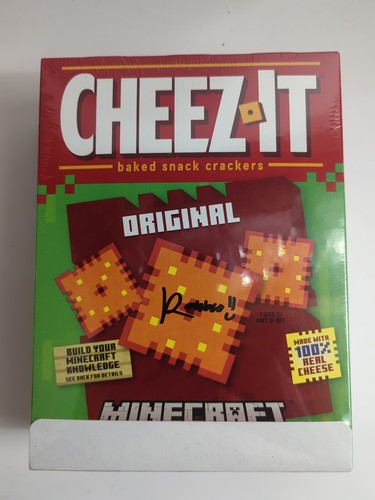 CHEEZ-IT
baked snack crackers
ORIGINAL
BUILD YOUR
MINECRAFT
KNOWLEDGE
SEE BACK FOR DETAILS
MADE WITH
100%
REAL
CHEESE
MINECRAFT